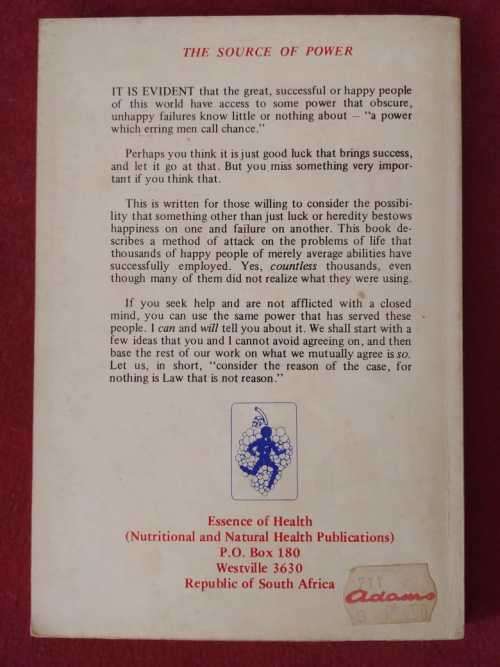 THE SOURCE OF POWER
IT IS EVIDENT that the great, successful or happy people
of this world have access to some power that obscure,
unhappy failures know little or nothing about — "a power
which erring men call chance."
Perhaps you think it is just good luck that brings success,
and let it go at that. But you miss something very impor-
tant if you think that.
This is written for those willing to consider the possibi-
lity that something other than just luck or heredity bestows
happiness on one and failure on another. This book de-
scribes a method of attack on the problems of life that
thousands of happy people of merely average abilities have
successfully employed. Yes, countless thousands, even
though many of them did not realize what they were using.
If you seek help and are not afflicted with a closed
mind, you can use the same power that has served these
people. I can and will tell you about it. We shall start with a
few ideas that you and I cannot avoid agreeing on, and then
base the rest of our work on what we mutually agree is so.
Let us, in short, "consider the reason of the case, for
nothing is Law that is not reason."
Essence of Health
(Nutritional and Natural Health Publications)
P.O. Box 180
Westville 3630
Republic of South Africa
adams